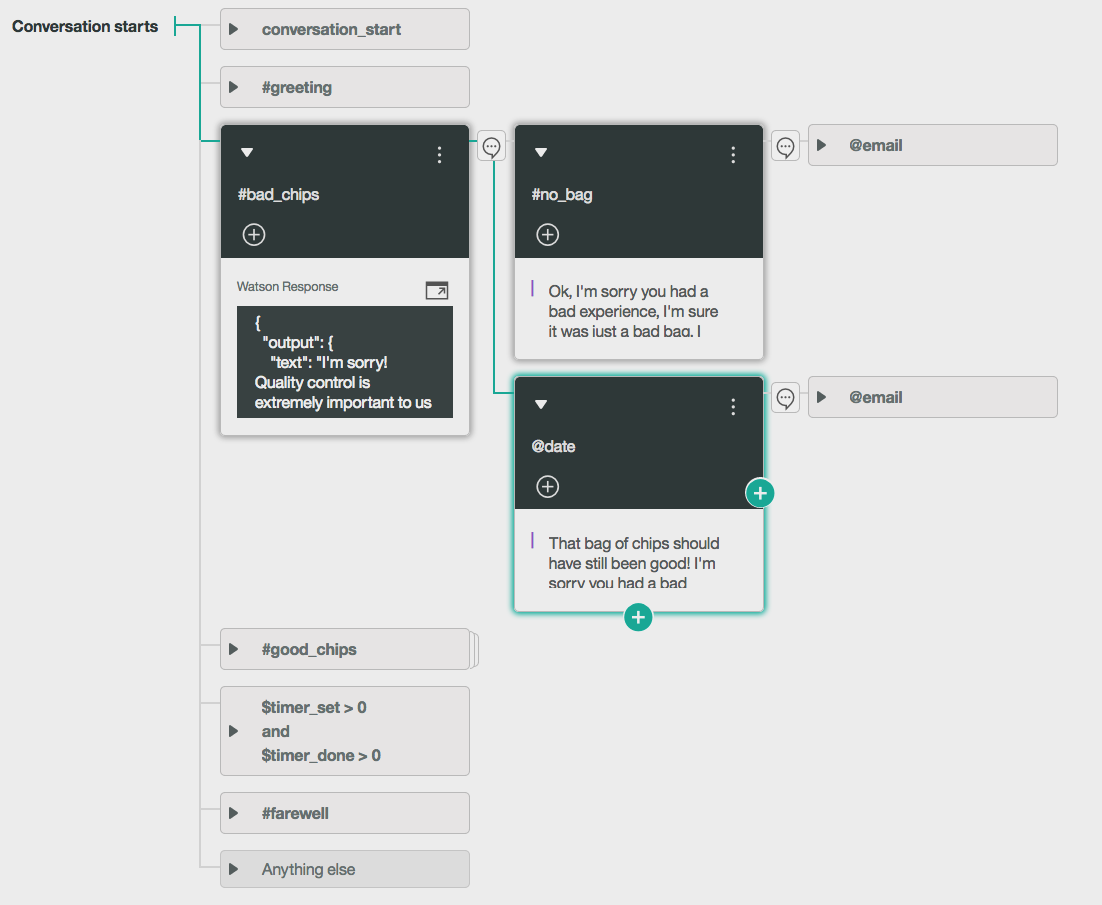 Conversation starts
conversation_start
#greeting
#bad_chips
Watson Response
{
"output": {
"text": "I'm sorry!
Quality control is
extremely important to us
#no_bag
Ok, I'm sorry you had a
bad experience, I'm sure
it was just a bad bag. I
@email
@date
That bag of chips should
have still been good! I'm
sorry you had a bad
@email
#good_chips
$timer_set > 0
and
$timer_done > 0
#farewell
Anything else